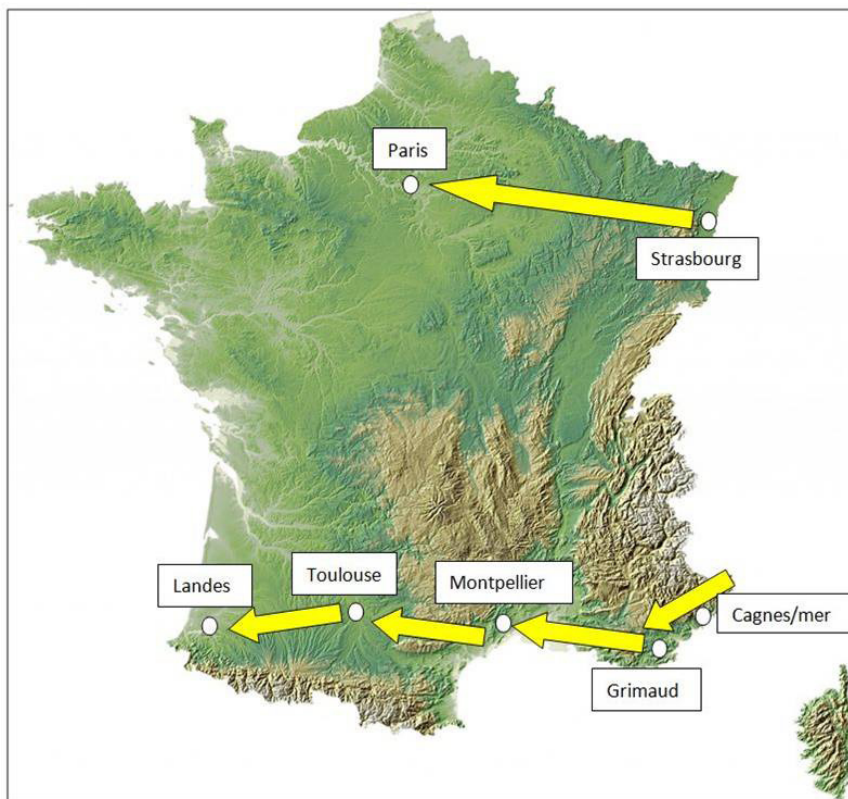 Paris
Strasbourg
Landes
Toulouse
Montpellier
Cagnes/mer
Grimaud